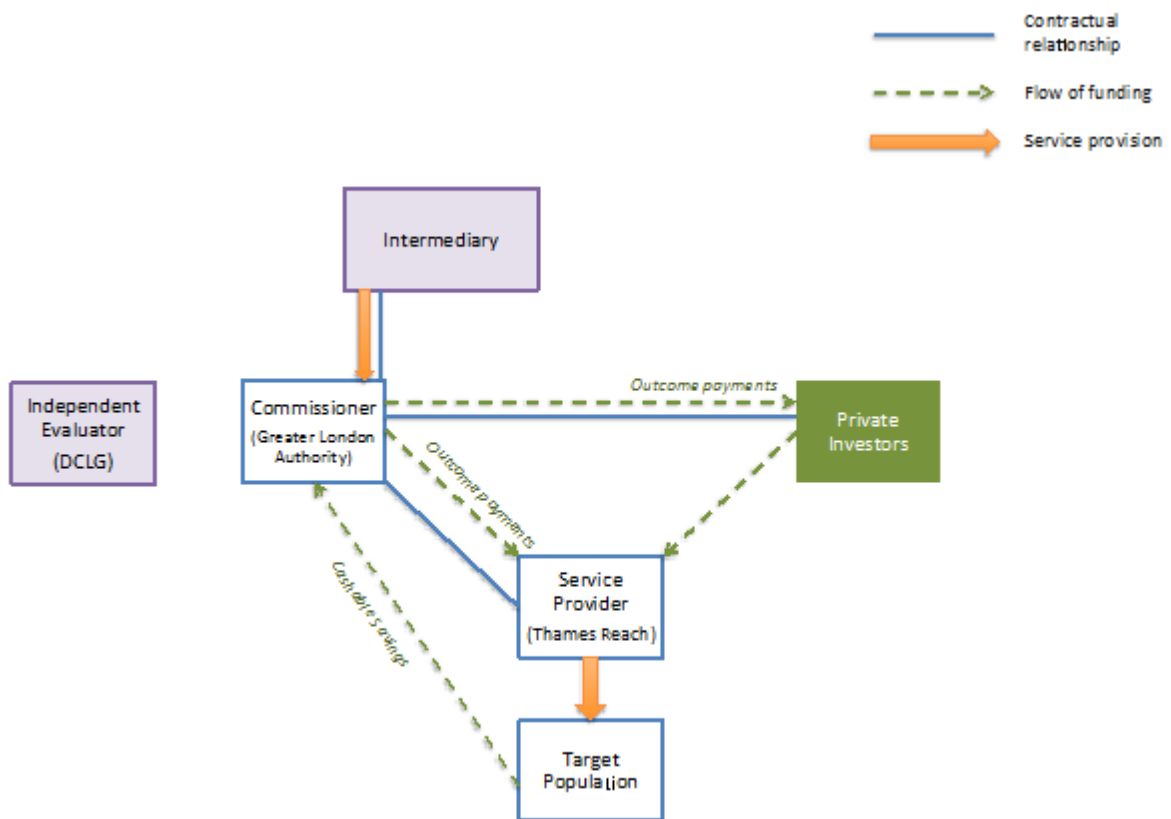 Contractual
relationship
Flow of funding
Service provision
Intermediary
Independent
Evaluator
(DCLG)
Commissioner
(Greater London
Authority)
Outcome payments
Private
Investors
Outcome payments
Cashable Savings
Service
Provider
(Thames Reach)
Target
Population